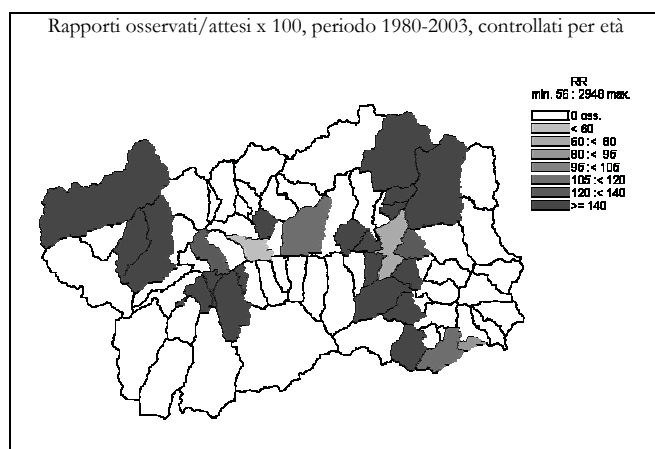 Rapporti osservati/attesi x 100, periodo 1980-2003, controllati per età
RR
min. 56 : 2948 max.
0 oss.
< 60
60 :< 80
80 :< 95
95 :< 105
105 :< 120
120 :< 140
>= 140